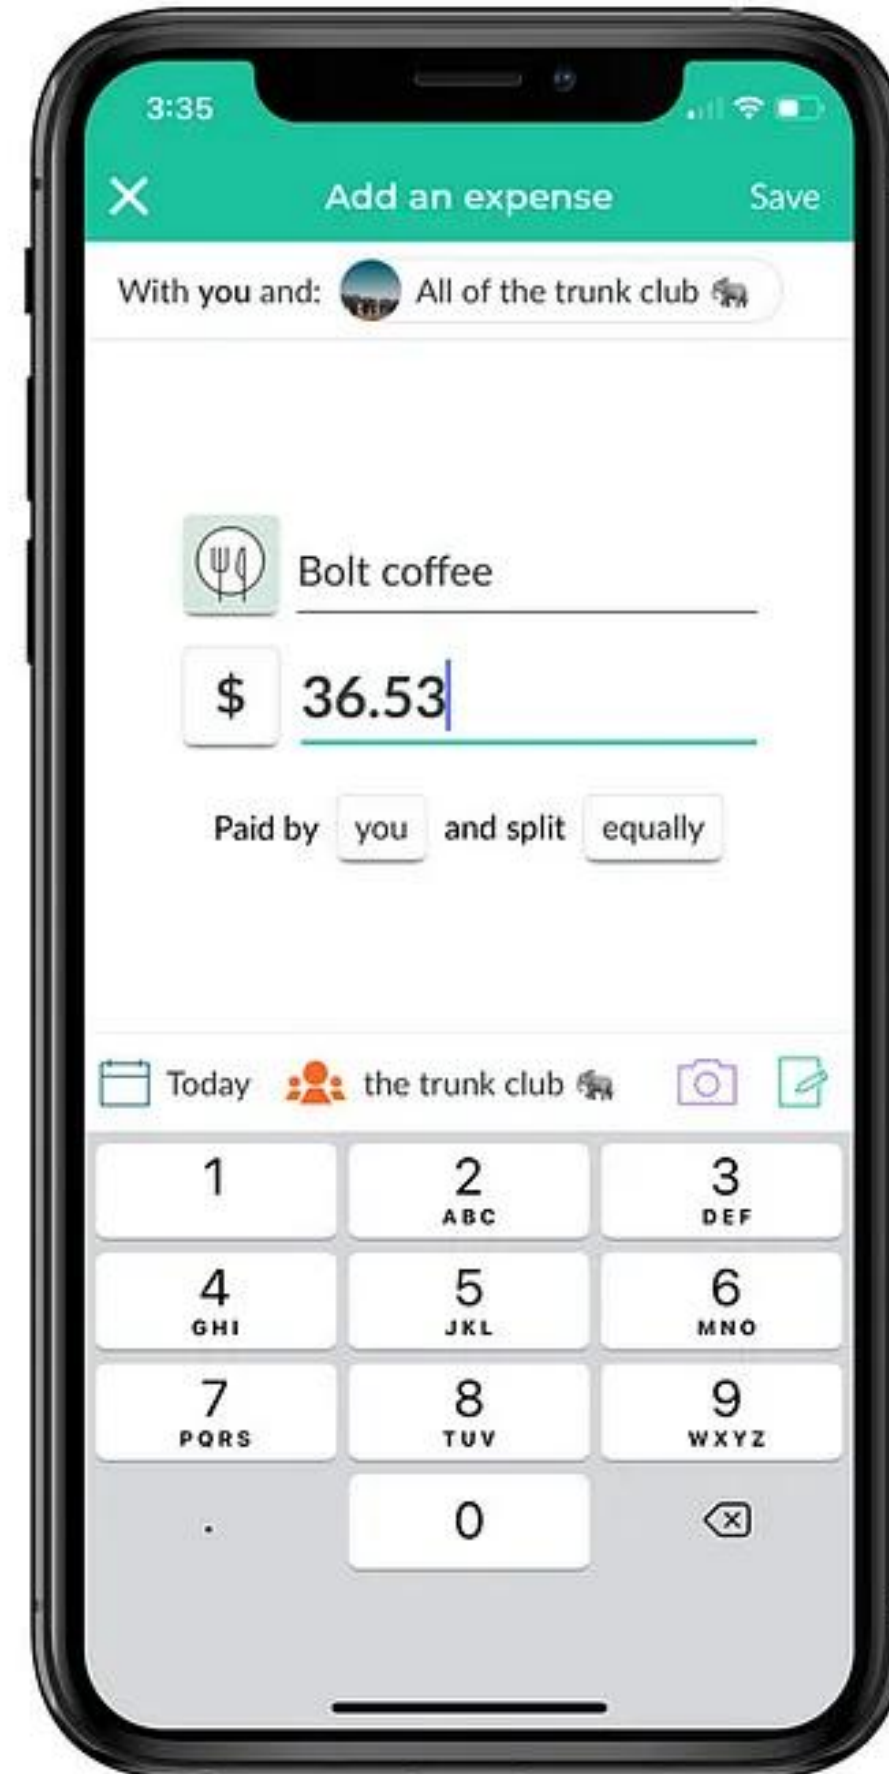 3:35
Add an expense Save
With you and: All of the trunk club 🐘
Bolt coffee
$ 36.53
Paid by you and split equally
Today the trunk club 🐘
1 2 3
ABC DEF
4 5 6
GHI JKL MNO
7 8 9
PQRS TUV WXYZ
. 0